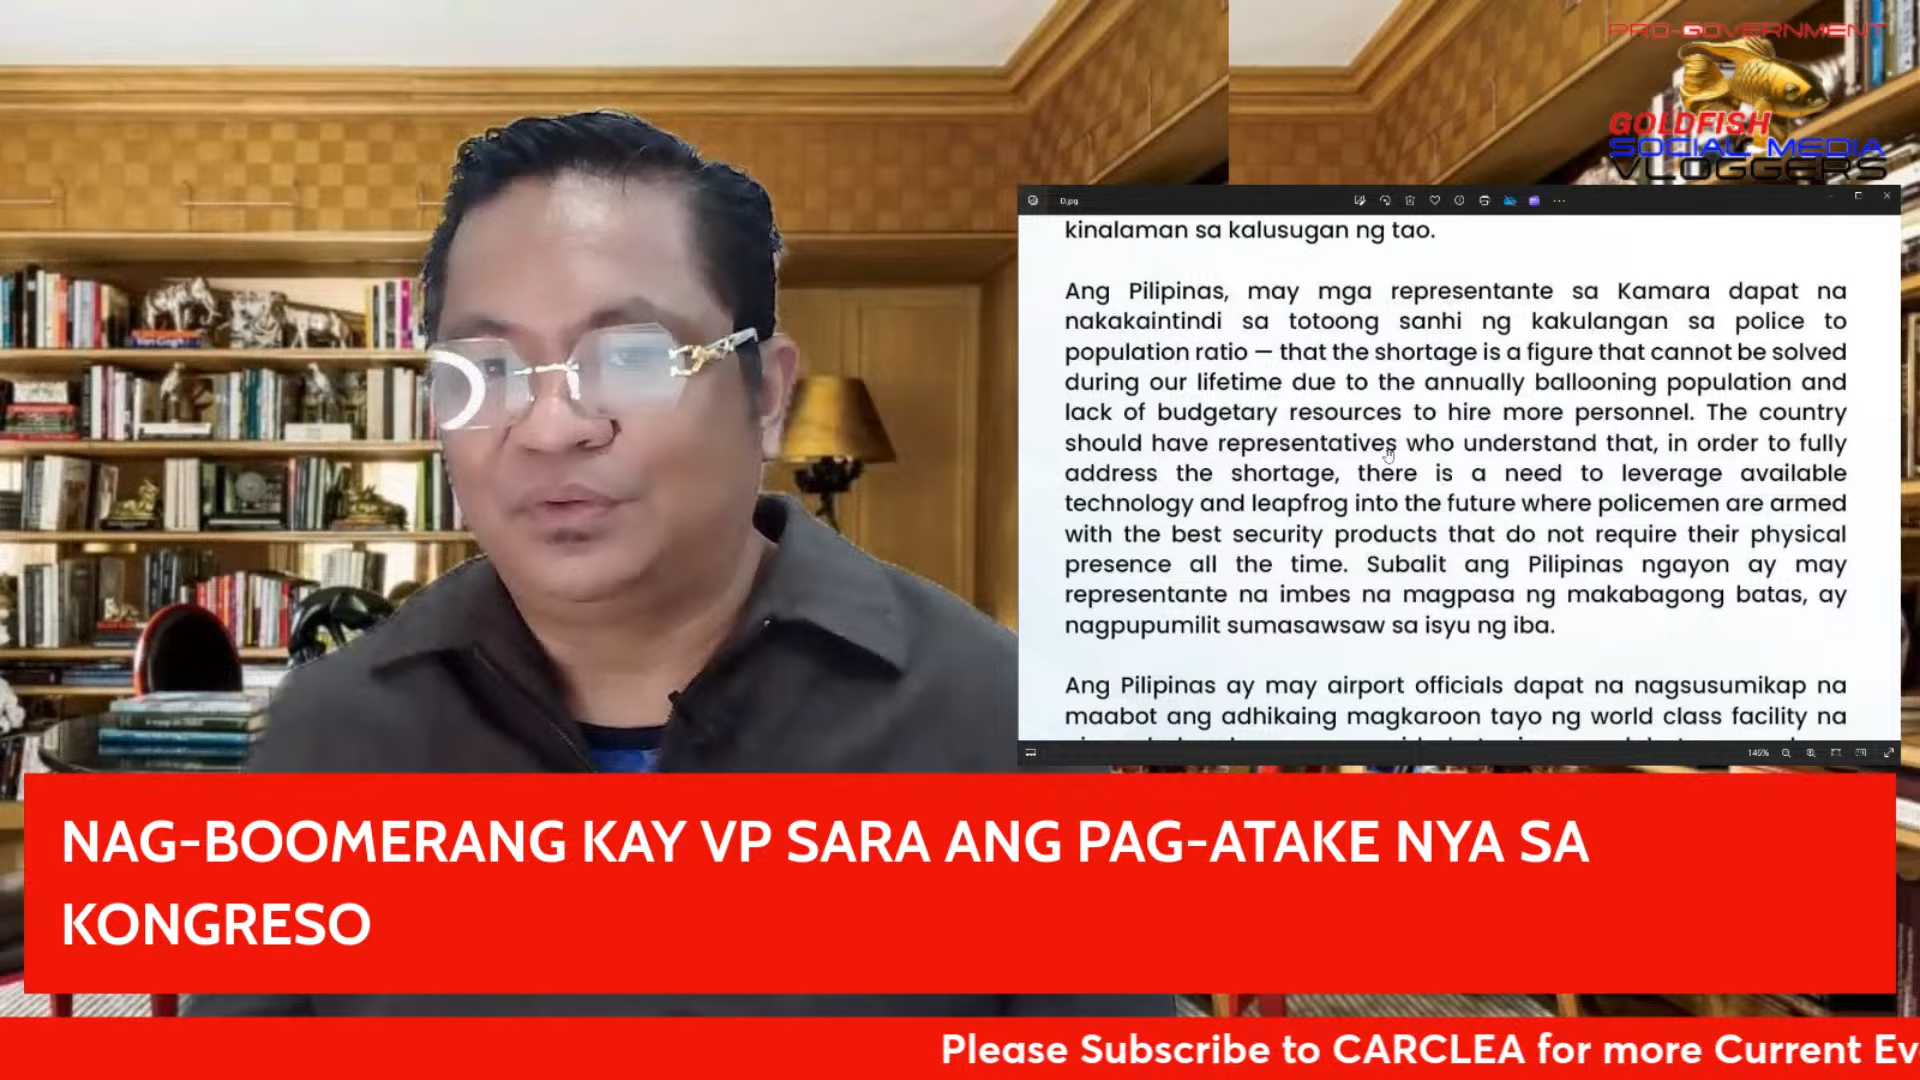 PRO-GOVERNMENT
GOLDFISH
SOCIAL MEDIA
VLOGGERS
D.jpg
kinalaman sa kalusugan ng tao.
Ang Pilipinas, may mga representante sa Kamara dapat na
nakakaintindi sa totoong sanhi ng kakulangan sa police to
population ratio — that the shortage is a figure that cannot be solved
during our lifetime due to the annually ballooning population and
lack of budgetary resources to hire more personnel. The country
should have representatives who understand that, in order to fully
address the shortage, there is a need to leverage available
technology and leapfrog into the future where policemen are armed
with the best security products that do not require their physical
presence all the time. Subalit ang Pilipinas ngayon ay may
representante na imbes na magpasa ng makabagong batas, ay
nagpupumilit sumasawsaw sa isyu ng iba.
Ang Pilipinas ay may airport officials dapat na nagsusumikap na
maabot ang adhikaing magkaroon tayo ng world class facility na
146%
NAG-BOOMERANG KAY VP SARA ANG PAG-ATAKE NYA SA
KONGRESO
Please Subscribe to CARCLEA for more Current Ev